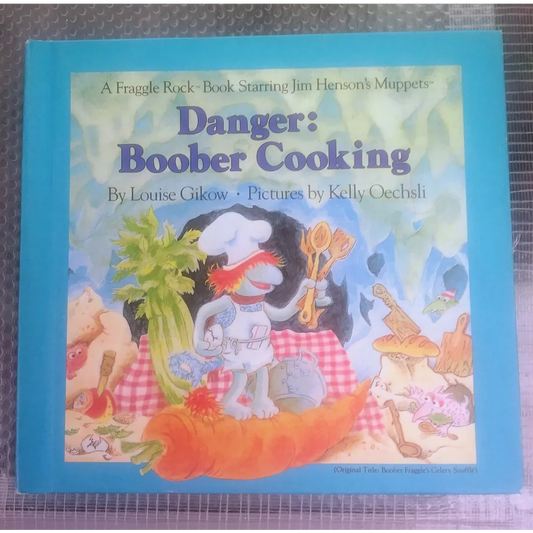 A Fraggle Rock™ Book Starring Jim Henson's Muppets™
Danger:
Boober Cooking
By Louise Gikow • Pictures by Kelly Oechsli
(Original Title: Boober Fraggle's Celery Soufflé)